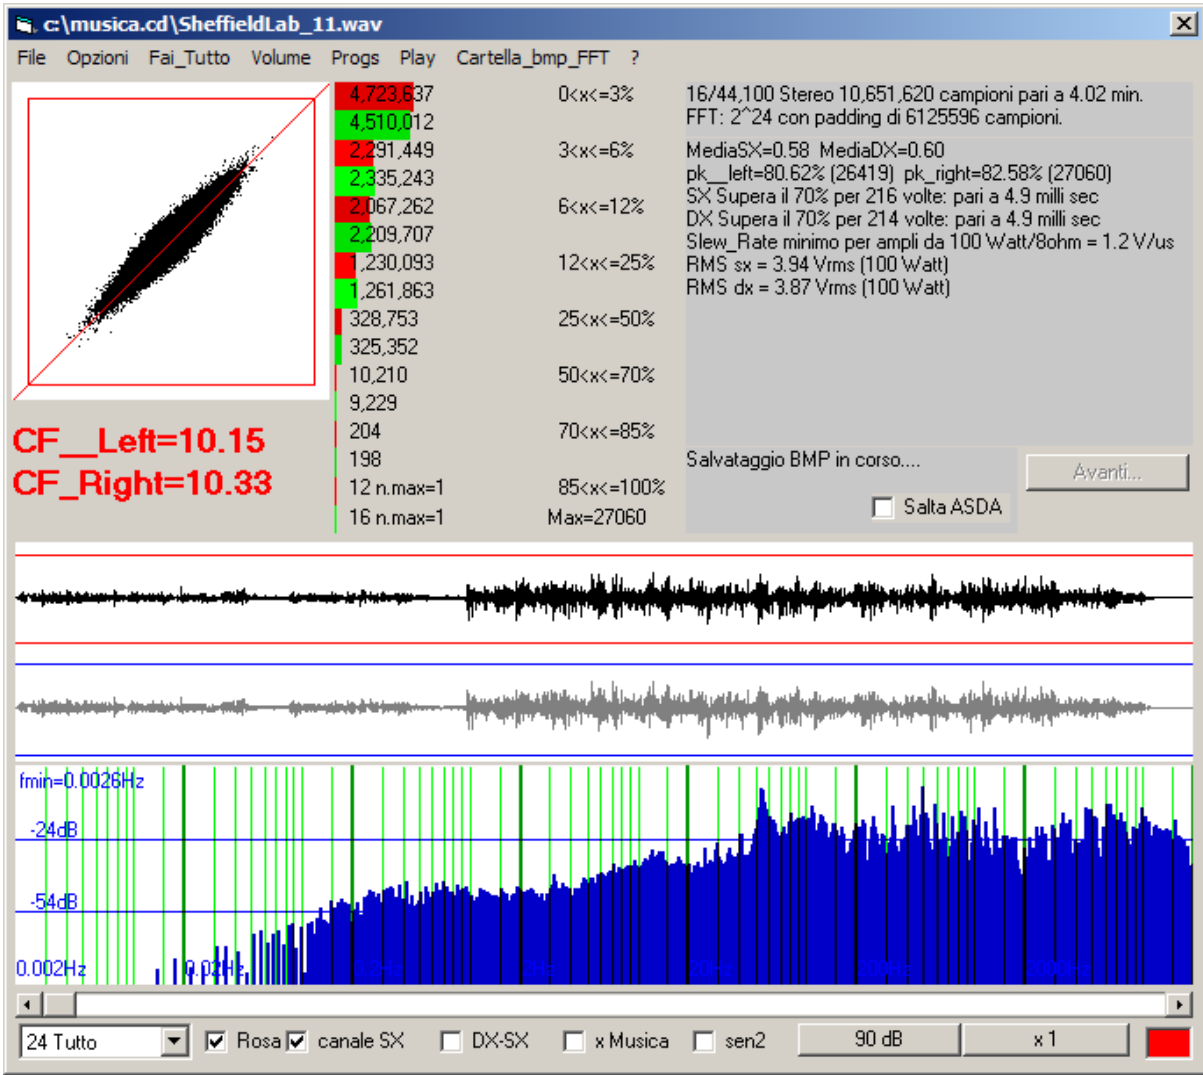 c:\musica.cd\SheffieldLab_11.wav
File Opzioni Fai_Tutto Volume Progs Play Cartella_bmp_FFT ?
4,723,637 0<x<=3%
4,510,012
2,291,449 3<x<=6%
2,335,243
2,067,262 6<x<=12%
2,209,707
1,230,093 12<x<=25%
1,261,863
328,753 25<x<=50%
325,352
10,210 50<x<=70%
9,229
204 70<x<=85%
198
12 n.max=1 85<x<=100%
16 n.max=1 Max=27060
16/44,100 Stereo 10,651,620 campioni pari a 4.02 min.
FFT: 2^24 con padding di 6125596 campioni.
MediaSX=0.58 MediaDX=0.60
pk__left=80.62% (26419) pk_right=82.58% (27060)
SX Supera il 70% per 216 volte: pari a 4.9 milli sec
DX Supera il 70% per 214 volte: pari a 4.9 milli sec
Slew_Rate minimo per ampli da 100 Watt/8ohm = 1.2 V/us
RMS sx = 3.94 Vrms (100 Watt)
RMS dx = 3.87 Vrms (100 Watt)
CF__Left=10.15
CF_Right=10.33
Salvataggio BMP in corso....
Avanti...
Salta ASDA
fmin=0.0026Hz
-24dB
-54dB
0.002Hz 0.02Hz 0.2Hz 2Hz 20Hz 200Hz 2000Hz
24 Tutto Rosa canale SX DX-SX x Musica sen2 90 dB x 1